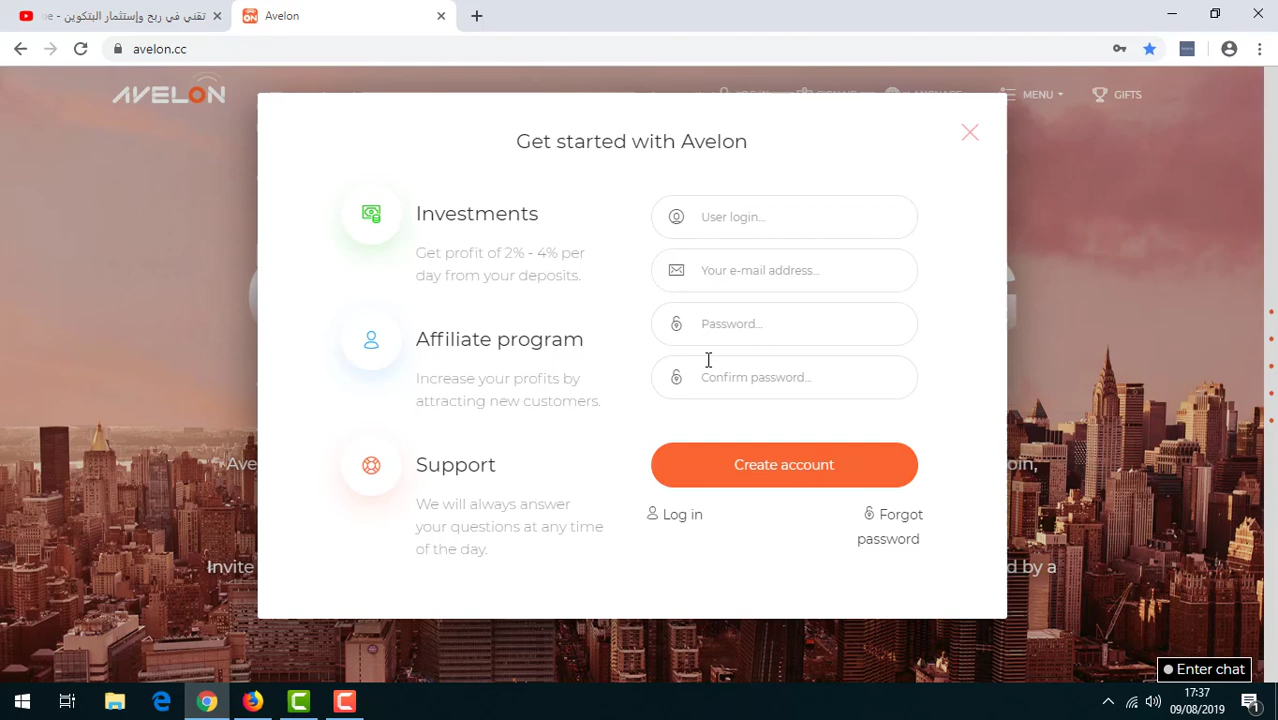 تقني في ربح وإستثمار البتكوين -
Avelon
avelon.cc
AVELON
MENU
GIFTS
Get started with Avelon
Investments
Get profit of 2% - 4% per
day from your deposits.
Affiliate program
Increase your profits by
attracting new customers.
Support
We will always answer
your questions at any time
of the day.
User login...
Your e-mail address...
Password...
Confirm password...
Create account
Log in
Forgot
password
Invite
ed by a
Enter chat
17:37
09/08/2019